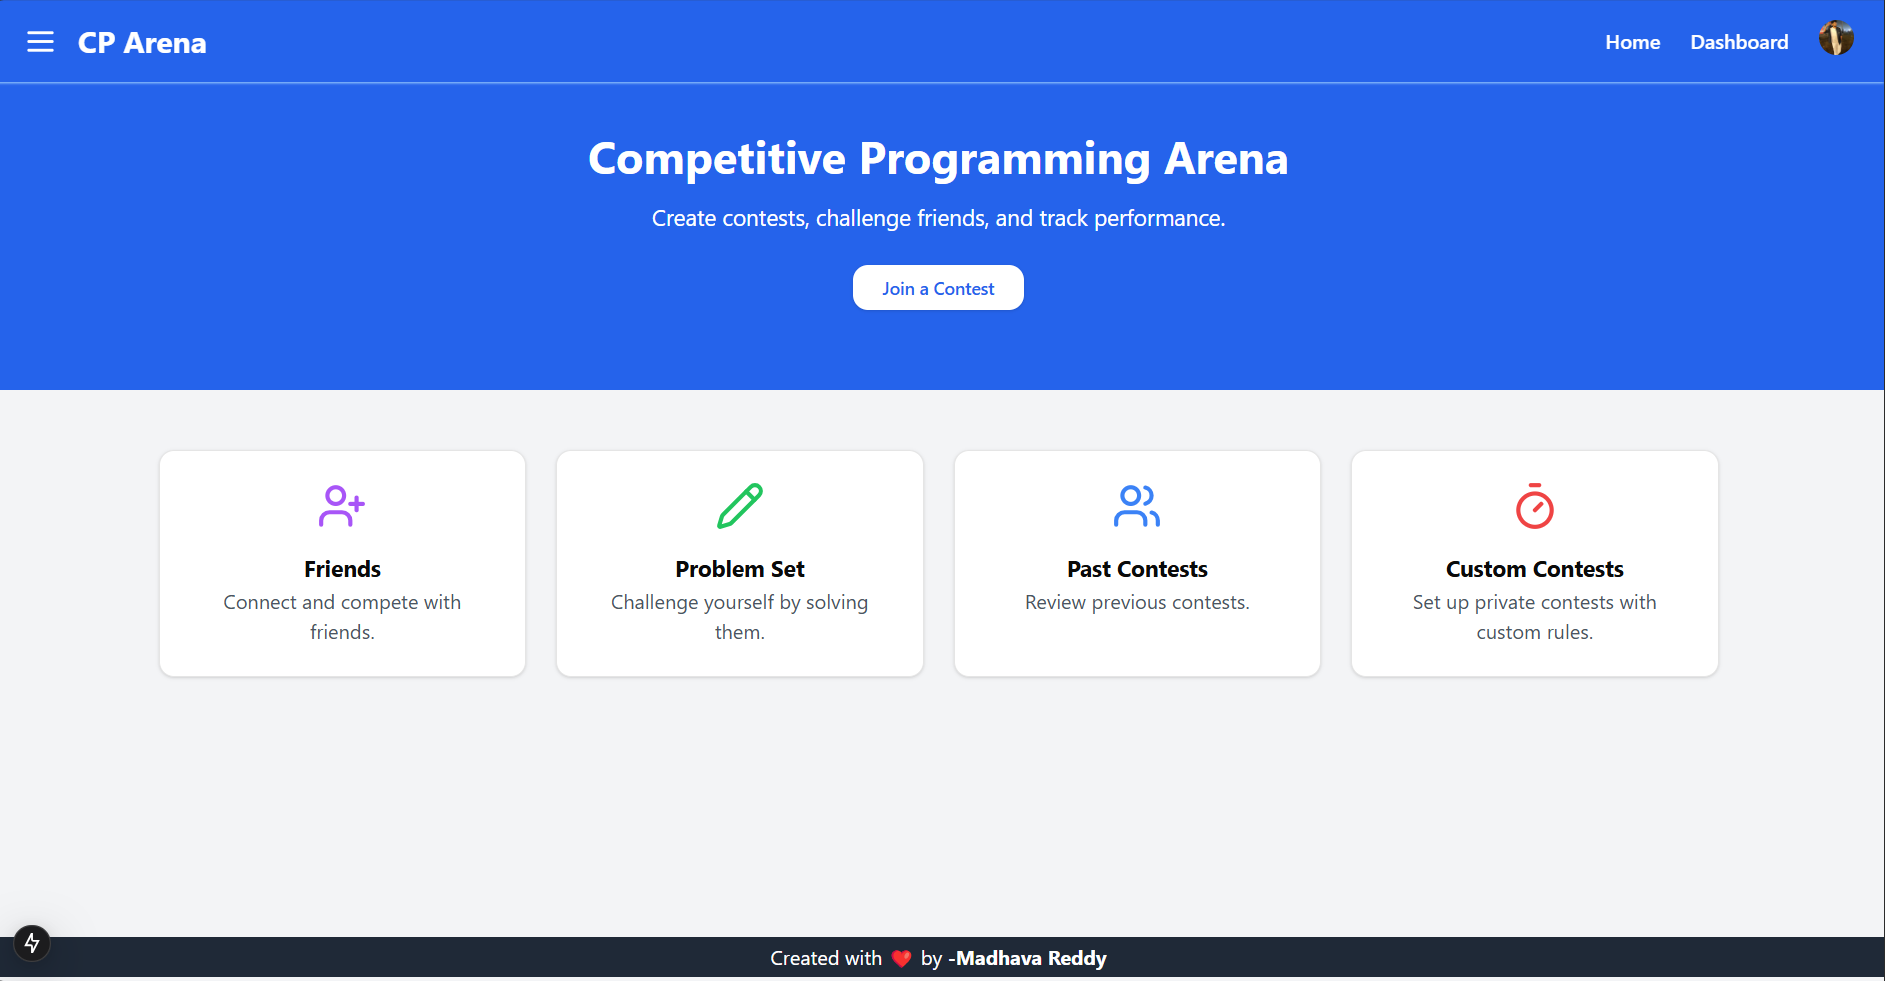 CP Arena
Home
Dashboard
Competitive Programming Arena
Create contests, challenge friends, and track performance.
Join a Contest
Friends
Connect and compete with
friends.
Problem Set
Challenge yourself by solving
them.
Past Contests
Review previous contests.
Custom Contests
Set up private contests with
custom rules.
Created with ❤️ by -Madhava Reddy